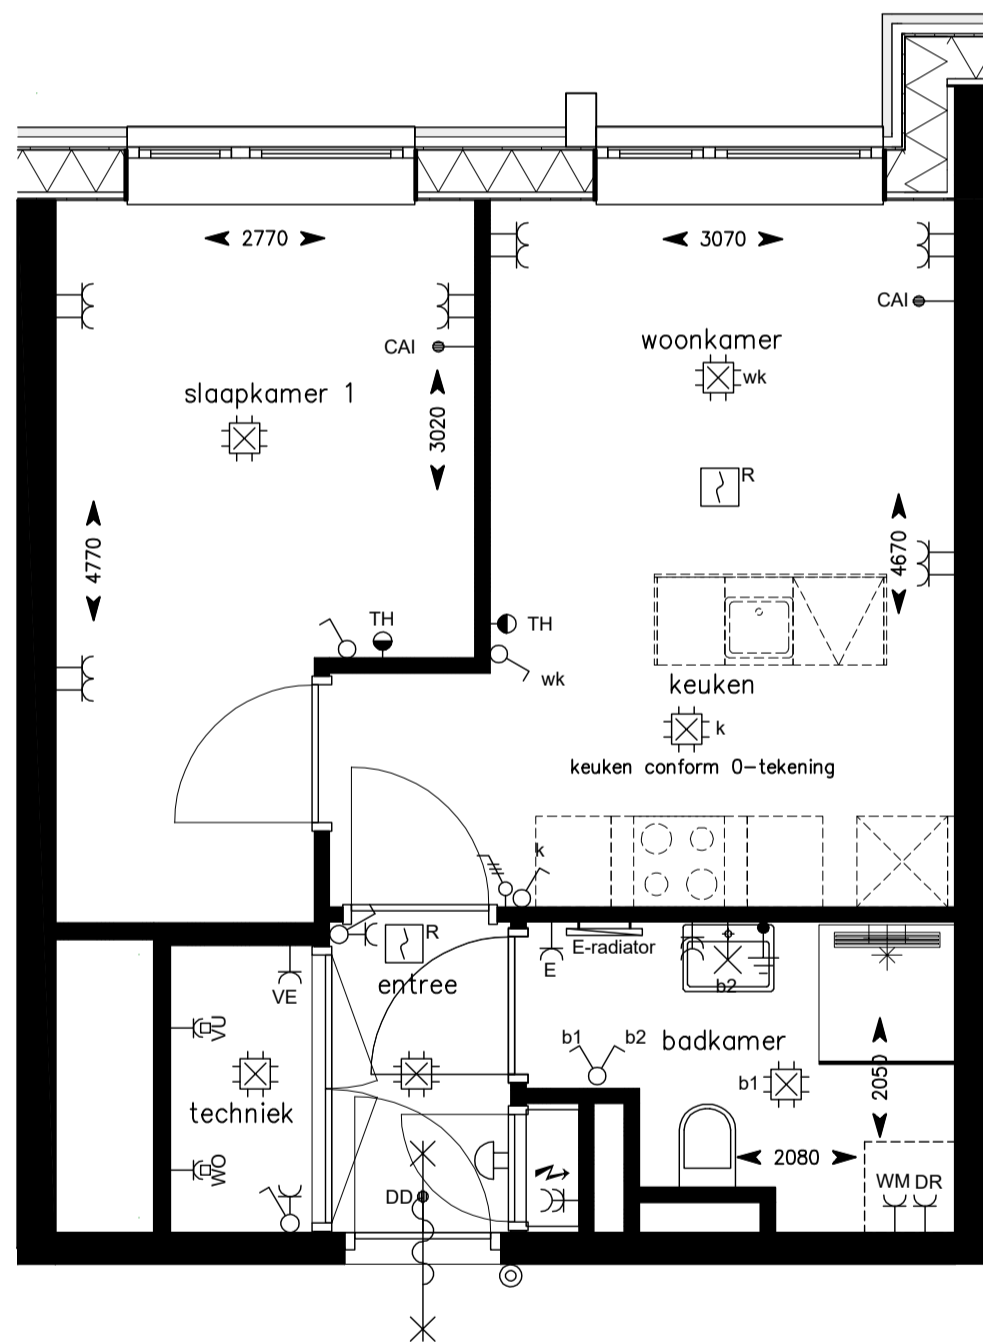 2770
3070
CAI
woonkamer
CAI
wk
slaapkamer 1
3020
R
4770
4670
TH
TH
wk
keuken
k
keuken conform 0-tekening
k
R
E-radiator
E
entree
VE
b2
VU
b1
b2
badkamer
2050
b1
techniek
WO
2080
DD
WM
DR